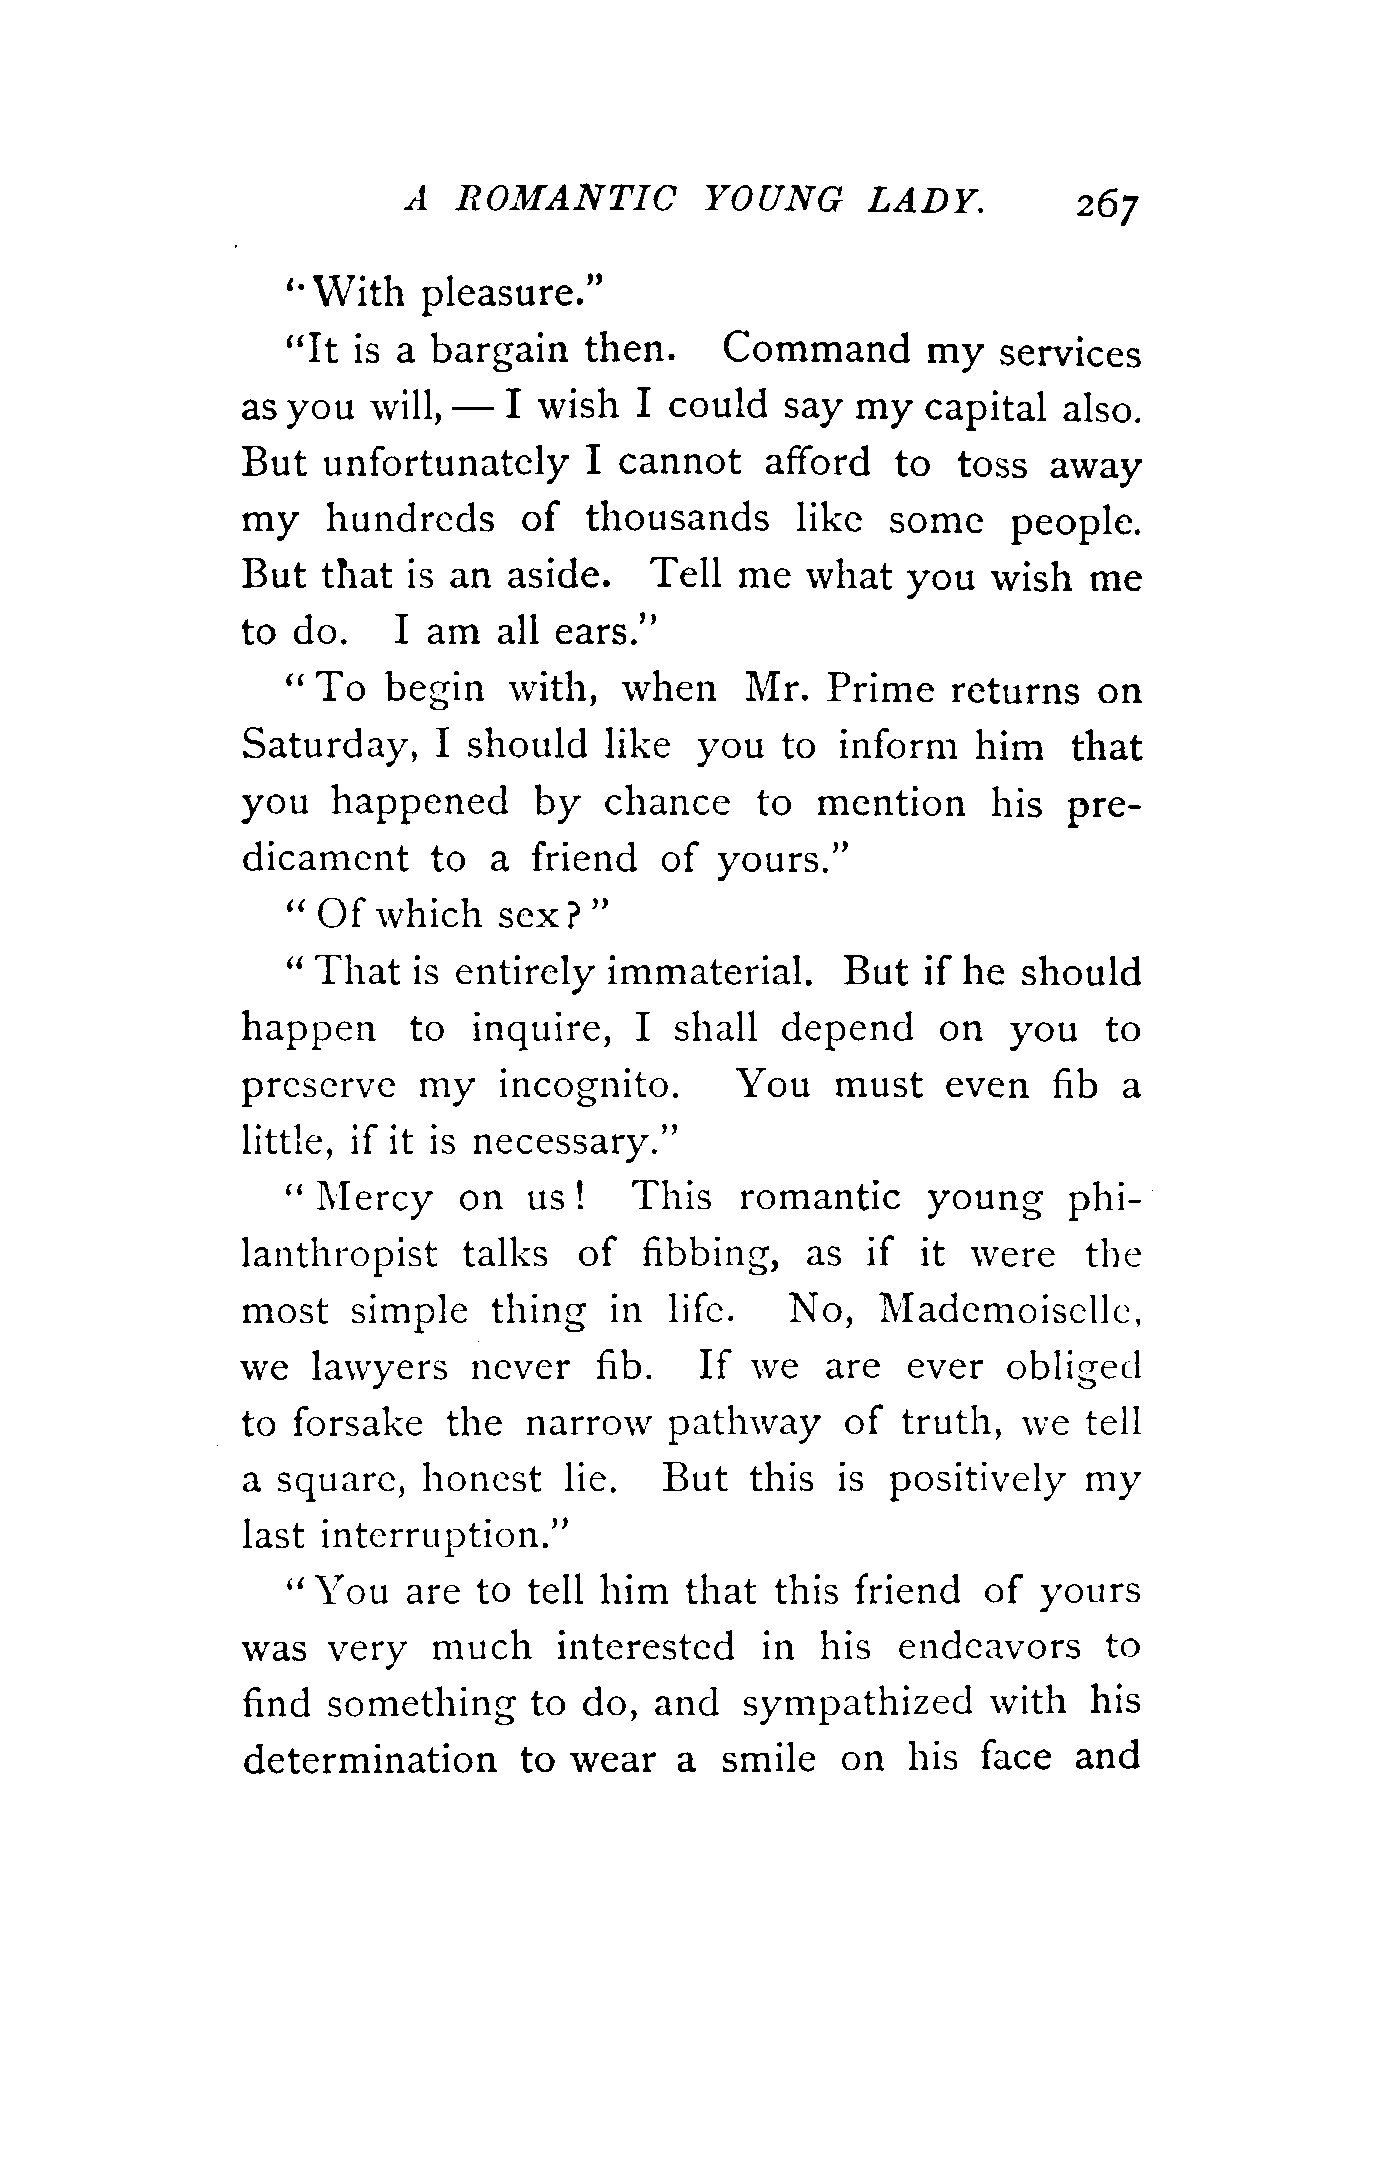 A ROMANTIC YOUNG LADY. 267
"With pleasure."
"It is a bargain then. Command my services
as you will, — I wish I could say my capital also.
But unfortunately I cannot afford to toss away
my hundreds of thousands like some people.
But that is an aside. Tell me what you wish me
to do. I am all ears."
"To begin with, when Mr. Prime returns on
Saturday, I should like you to inform him that
you happened by chance to mention his pre-
dicament to a friend of yours."
"Of which sex?"
"That is entirely immaterial. But if he should
happen to inquire, I shall depend on you to
preserve my incognito. You must even fib a
little, if it is necessary."
"Mercy on us! This romantic young phi-
lanthropist talks of fibbing, as if it were the
most simple thing in life. No, Mademoiselle,
we lawyers never fib. If we are ever obliged
to forsake the narrow pathway of truth, we tell
a square, honest lie. But this is positively my
last interruption."
"You are to tell him that this friend of yours
was very much interested in his endeavors to
find something to do, and sympathized with his
determination to wear a smile on his face and